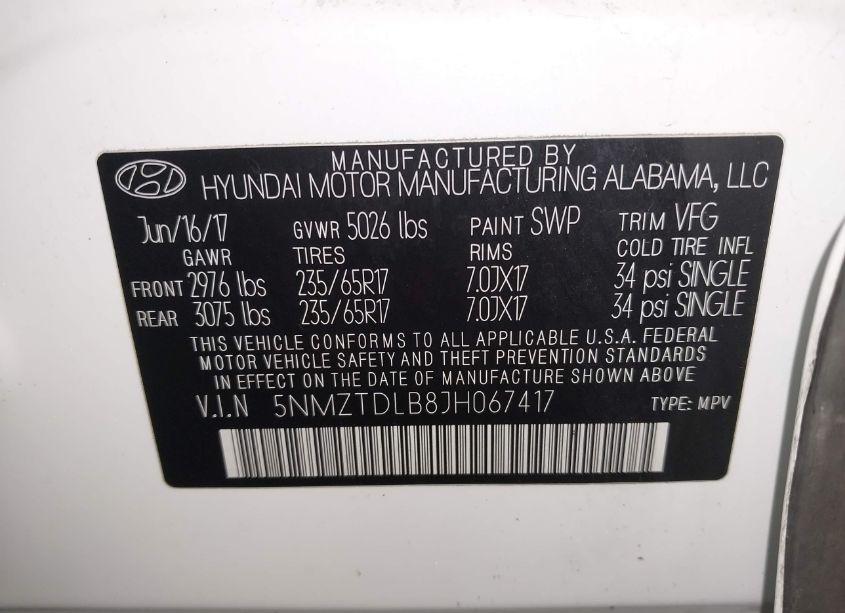 MANUFACTURED BY
HYUNDAI MOTOR MANUFACTURING ALABAMA, LLC
Jun/16/17 GVWR 5026 lbs PAINT SWP TRIM VFG
GAWR TIRES RIMS COLD TIRE INFL
FRONT 2976 lbs 235/65R17 7.0JX17 34 psi SINGLE
REAR 3075 lbs 235/65R17 7.0JX17 34 psi SINGLE
THIS VEHICLE CONFORMS TO ALL APPLICABLE U.S.A. FEDERAL
MOTOR VEHICLE SAFETY AND THEFT PREVENTION STANDARDS
IN EFFECT ON THE DATE OF MANUFACTURE SHOWN ABOVE
V.I.N 5NMZTDLB8JH067417 TYPE: MPV